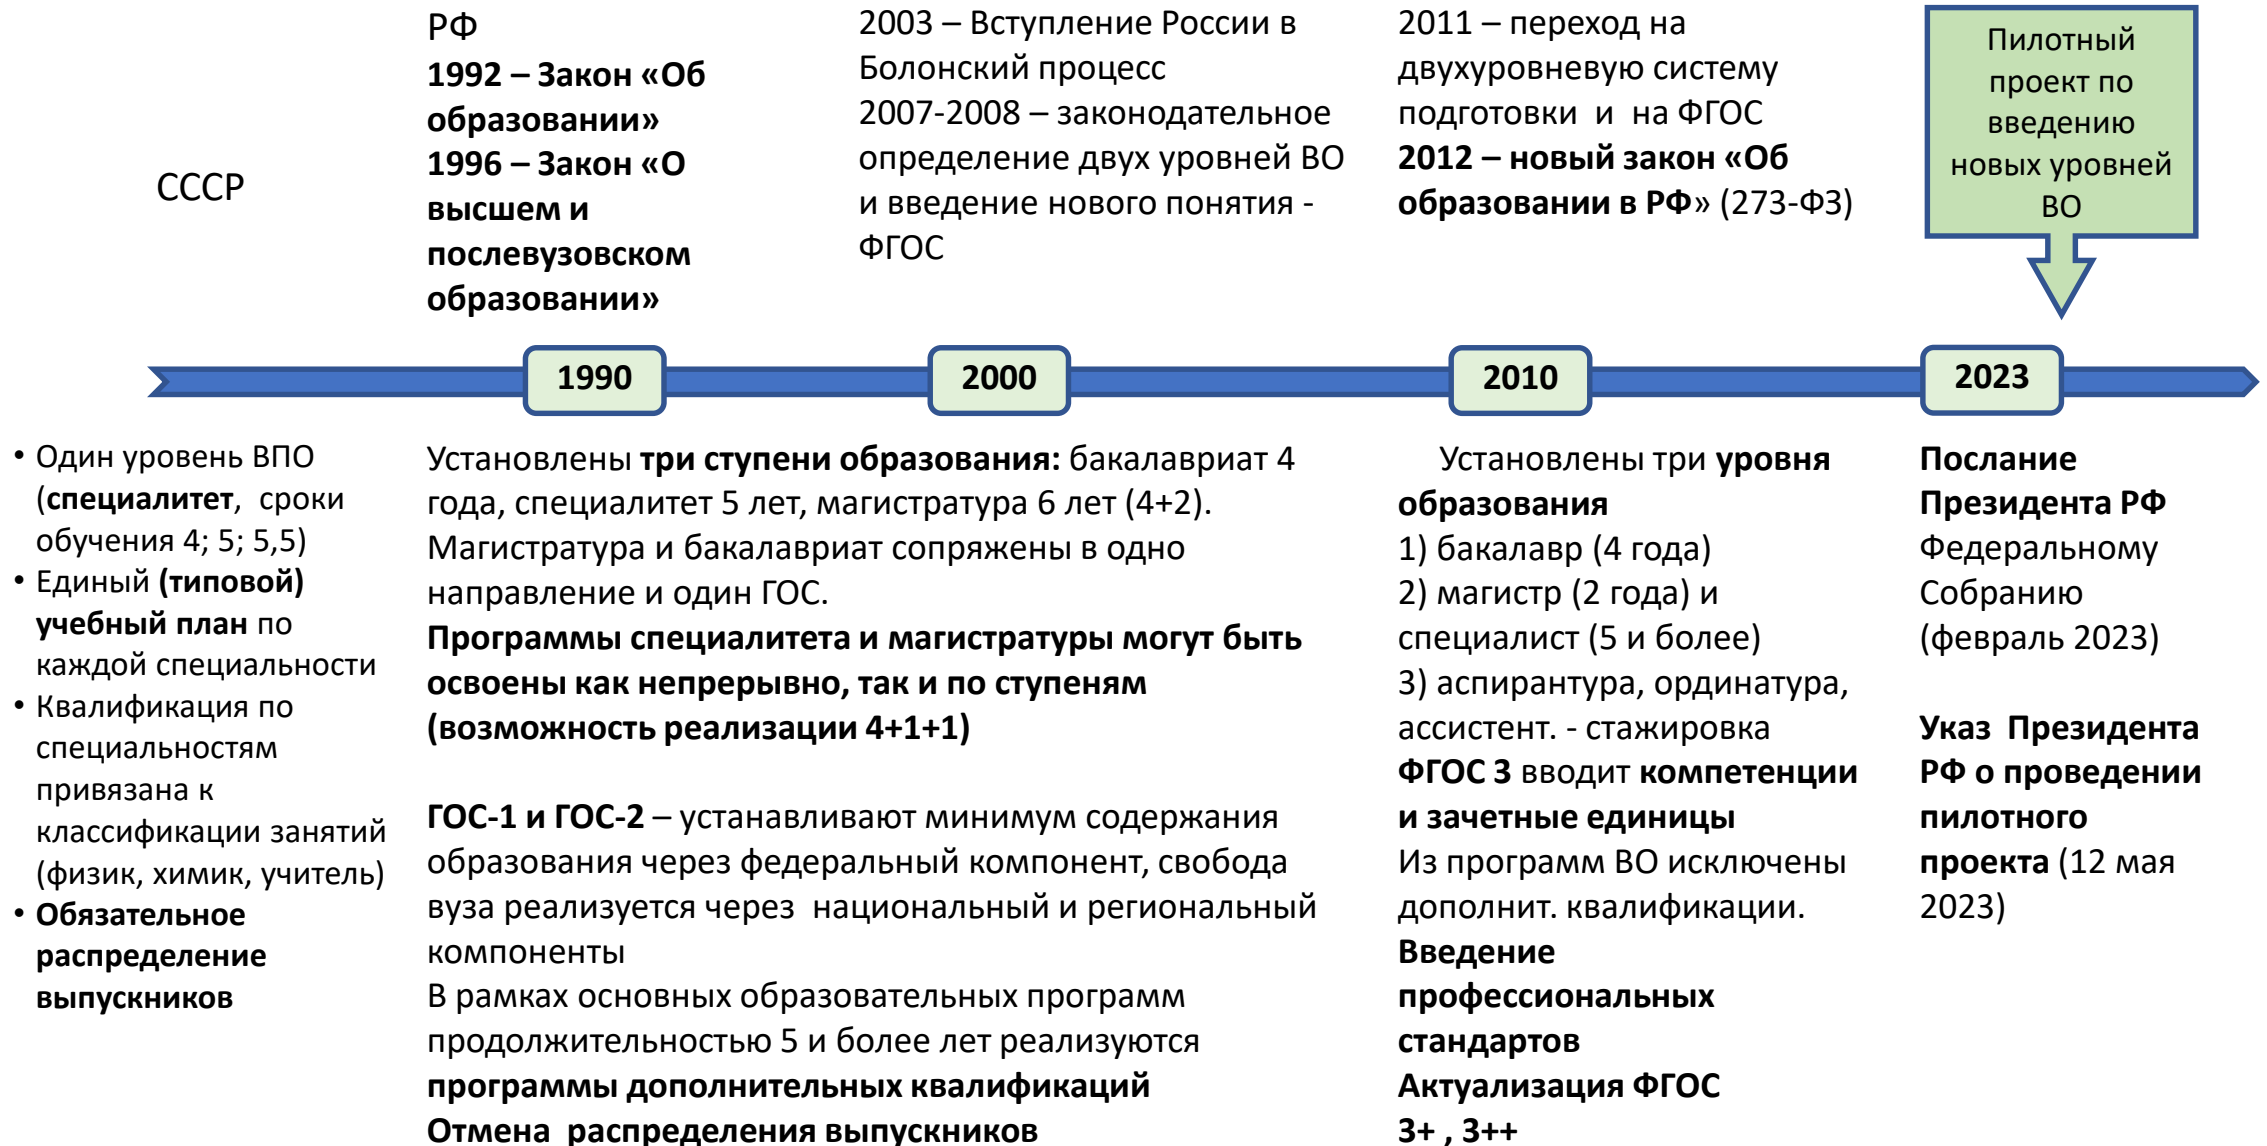 СССР
РФ
1992 – Закон «Об
образовании»
1996 – Закон «О
высшем и
послевузовском
образовании»
2003 – Вступление России в
Болонский процесс
2007-2008 – законодательное
определение двух уровней ВО
и введение нового понятия -
ФГОС
2011 – переход на
двухуровневую систему
подготовки и на ФГОС
2012 – новый закон «Об
образовании в РФ» (273-ФЗ)
Пилотный
проект по
введению
новых уровней
ВО
1990
2000
2010
2023
• Один уровень ВПО
(специалитет, сроки
обучения 4; 5; 5,5)
• Единый (типовой)
учебный план по
каждой специальности
• Квалификация по
специальностям
привязана к
классификации занятий
(физик, химик, учитель)
• Обязательное
распределение
выпускников
Установлены три ступени образования: бакалавриат 4
года, специалитет 5 лет, магистратура 6 лет (4+2).
Магистратура и бакалавриат сопряжены в одно
направление и один ГОС.
Программы специалитета и магистратуры могут быть
освоены как непрерывно, так и по ступеням
(возможность реализации 4+1+1)
ГОС-1 и ГОС-2 – устанавливают минимум содержания
образования через федеральный компонент, свобода
вуза реализуется через национальный и региональный
компоненты
В рамках основных образовательных программ
продолжительностью 5 и более лет реализуются
программы дополнительных квалификаций
Отмена распределения выпускников
Установлены три уровня
образования
1) бакалавр (4 года)
2) магистр (2 года) и
специалист (5 и более)
3) аспирантура, ординатура,
ассистент. - стажировка
ФГОС 3 вводит компетенции
и зачетные единицы
Из программ ВО исключены
дополнит. квалификации.
Введение
профессиональных
стандартов
Актуализация ФГОС
3+ , 3++
Послание
Президента РФ
Федеральному
Собранию
(февраль 2023)
Указ Президента
РФ о проведении
пилотного
проекта (12 мая
2023)